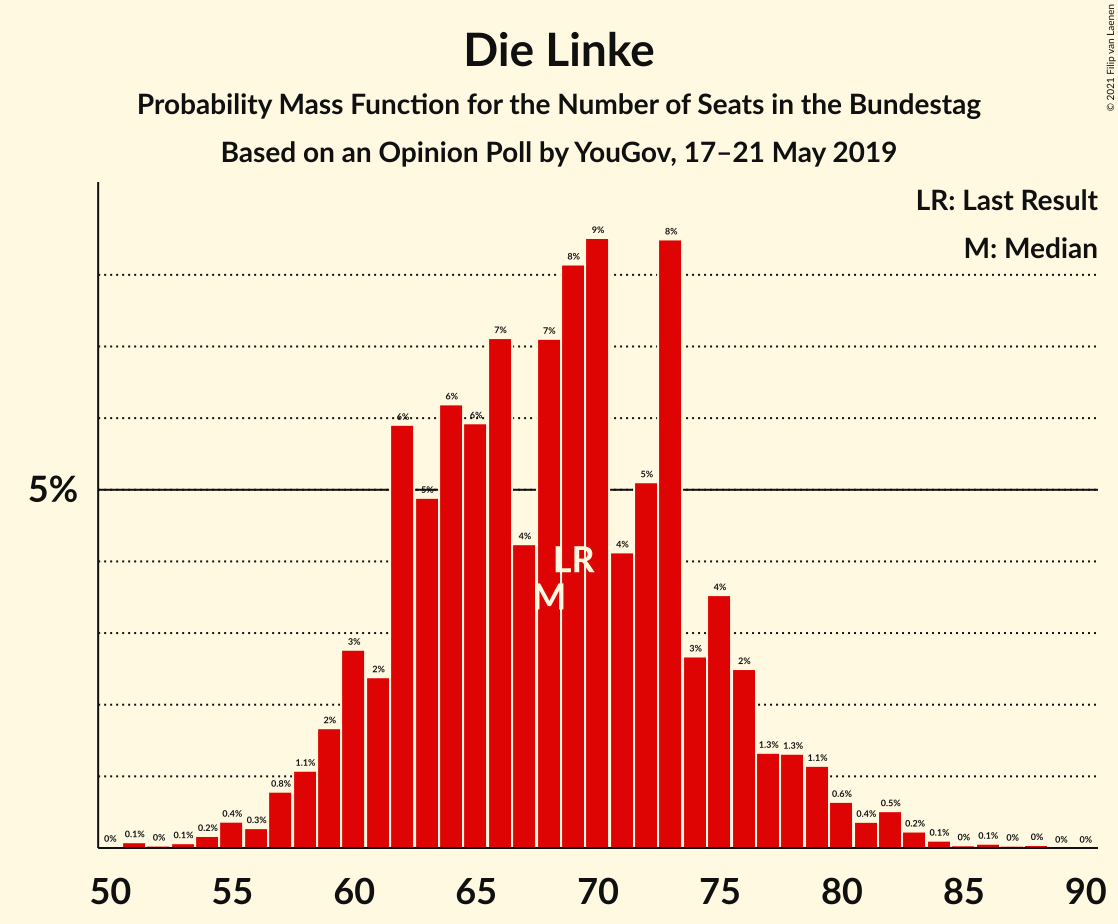 © 2021 Filip van Laenen
Die Linke
Probability Mass Function for the Number of Seats in the Bundestag
Based on an Opinion Poll by YouGov, 17–21 May 2019
LR: Last Result
M: Median
5%
0% 0.1% 0% 0.1% 0.2% 0.4% 0.3% 0.8% 1.1% 2% 3% 2% 6% 5% 6% 6% 7% 4% 7% 8% 9% 4% 5% 8% 3% 4% 2% 1.3% 1.3% 1.1% 0.6% 0.4% 0.5% 0.2% 0.1% 0% 0.1% 0% 0% 0% 0%
LR
M
50 55 60 65 70 75 80 85 90